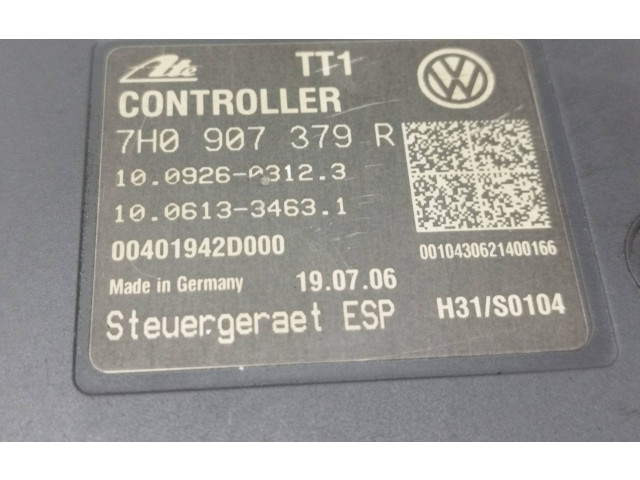 Ate TT1
CONTROLLER
7H0 907 379 R
10.0926-0312.3
10.0613-3463.1
00401942D000
0010430621400166
Made in Germany 19.07.06
Steuergeraet ESP H31/S0104